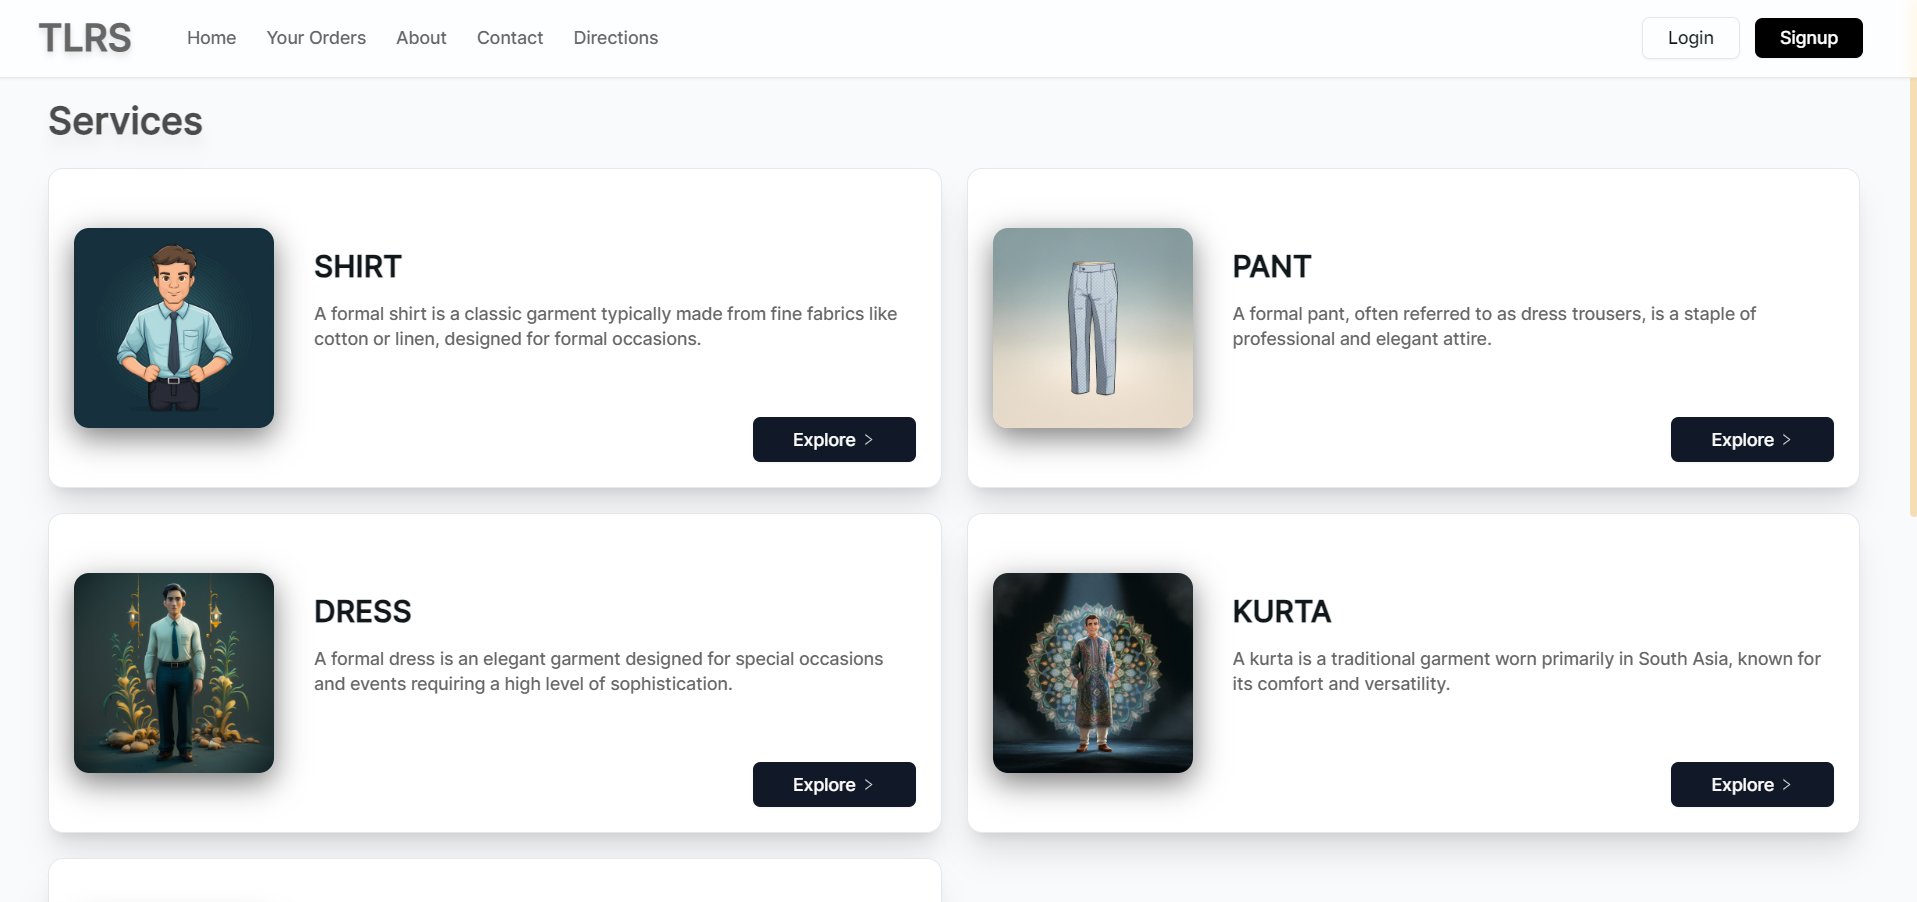 TLRS
Home
Your Orders
About
Contact
Directions
Login
Signup
Services
SHIRT
A formal shirt is a classic garment typically made from fine fabrics like
cotton or linen, designed for formal occasions.
Explore >
PANT
A formal pant, often referred to as dress trousers, is a staple of
professional and elegant attire.
Explore >
DRESS
A formal dress is an elegant garment designed for special occasions
and events requiring a high level of sophistication.
Explore >
KURTA
A kurta is a traditional garment worn primarily in South Asia, known for
its comfort and versatility.
Explore >